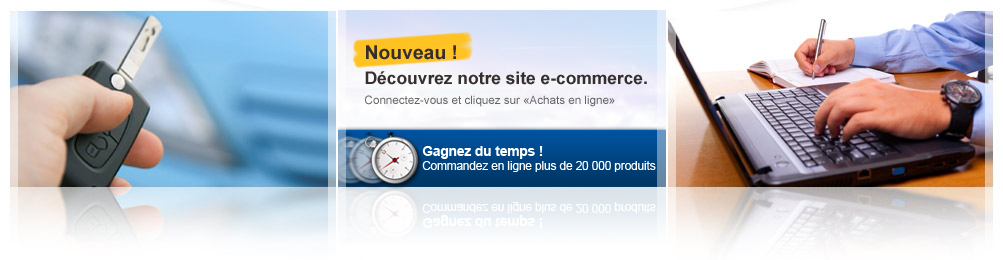 Nouveau !
Découvrez notre site e-commerce.
Connectez-vous et cliquez sur «Achats en ligne»
Gagnez du temps !
Commandez en ligne plus de 20 000 produits